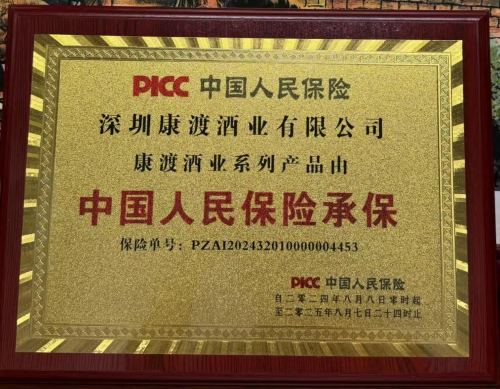 PICC 中国人民保险
深圳康渡酒业有限公司
康渡酒业系列产品由
中国人民保险承保
保险单号：PZAI202432010000004453
PICC 中国人民保险
自二零二四年八月八日零时起
至二零二五年八月七日二十四时止